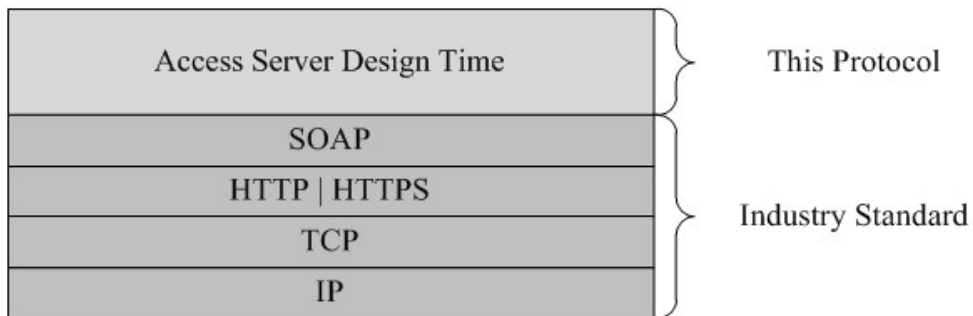 Access Server Design Time
This Protocol
SOAP
HTTP | HTTPS
TCP
Industry Standard
IP